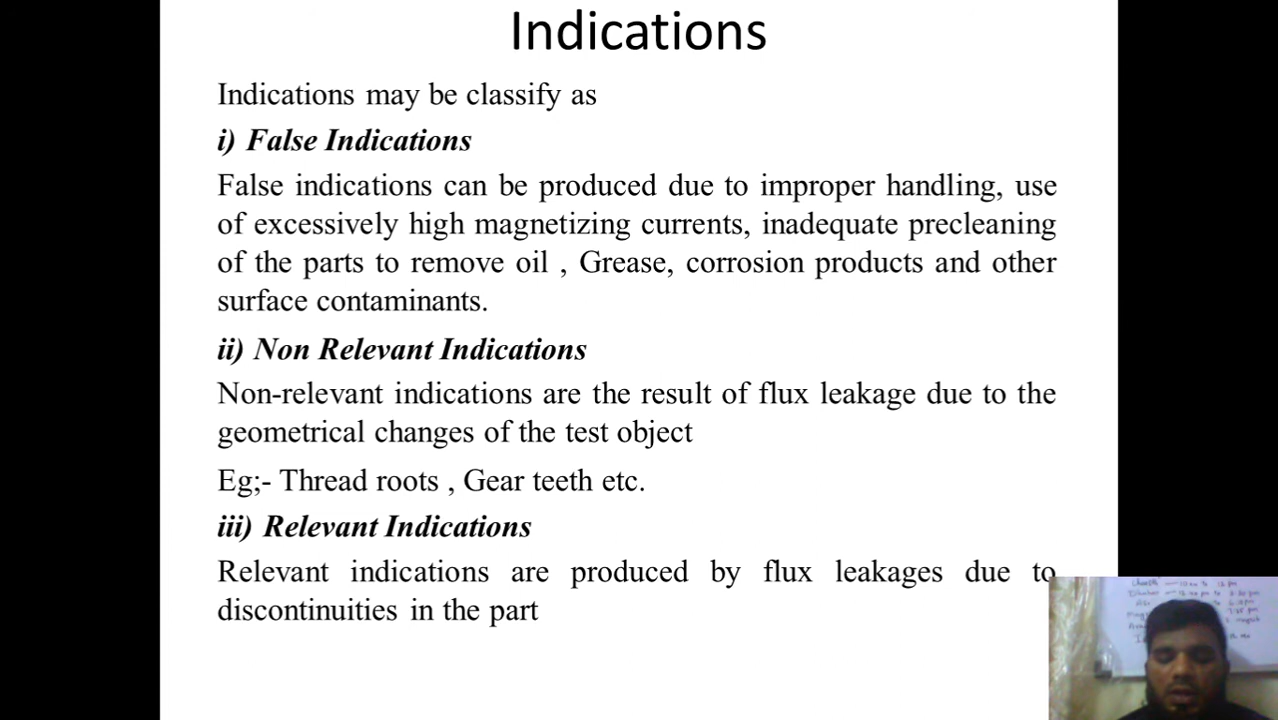 Indications
Indications may be classify as
i) False Indications
False indications can be produced due to improper handling, use
of excessively high magnetizing currents, inadequate precleaning
of the parts to remove oil , Grease, corrosion products and other
surface contaminants.
ii) Non Relevant Indications
Non-relevant indications are the result of flux leakage due to the
geometrical changes of the test object
Eg;- Thread roots , Gear teeth etc.
iii) Relevant Indications
Relevant indications are produced by flux leakages due to
discontinuities in the part